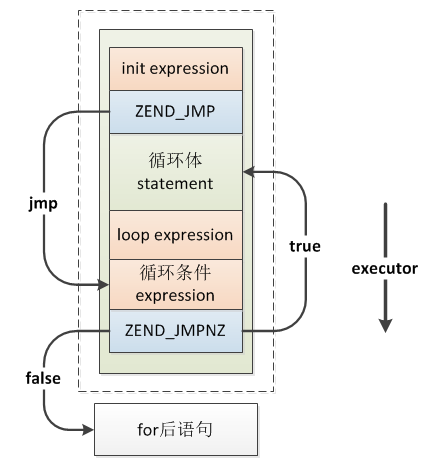 init expression
ZEND_JMP
循环体
statement
jmp
loop expression
true
executor
循环条件
expression
ZEND_JMPNZ
false
for后语句